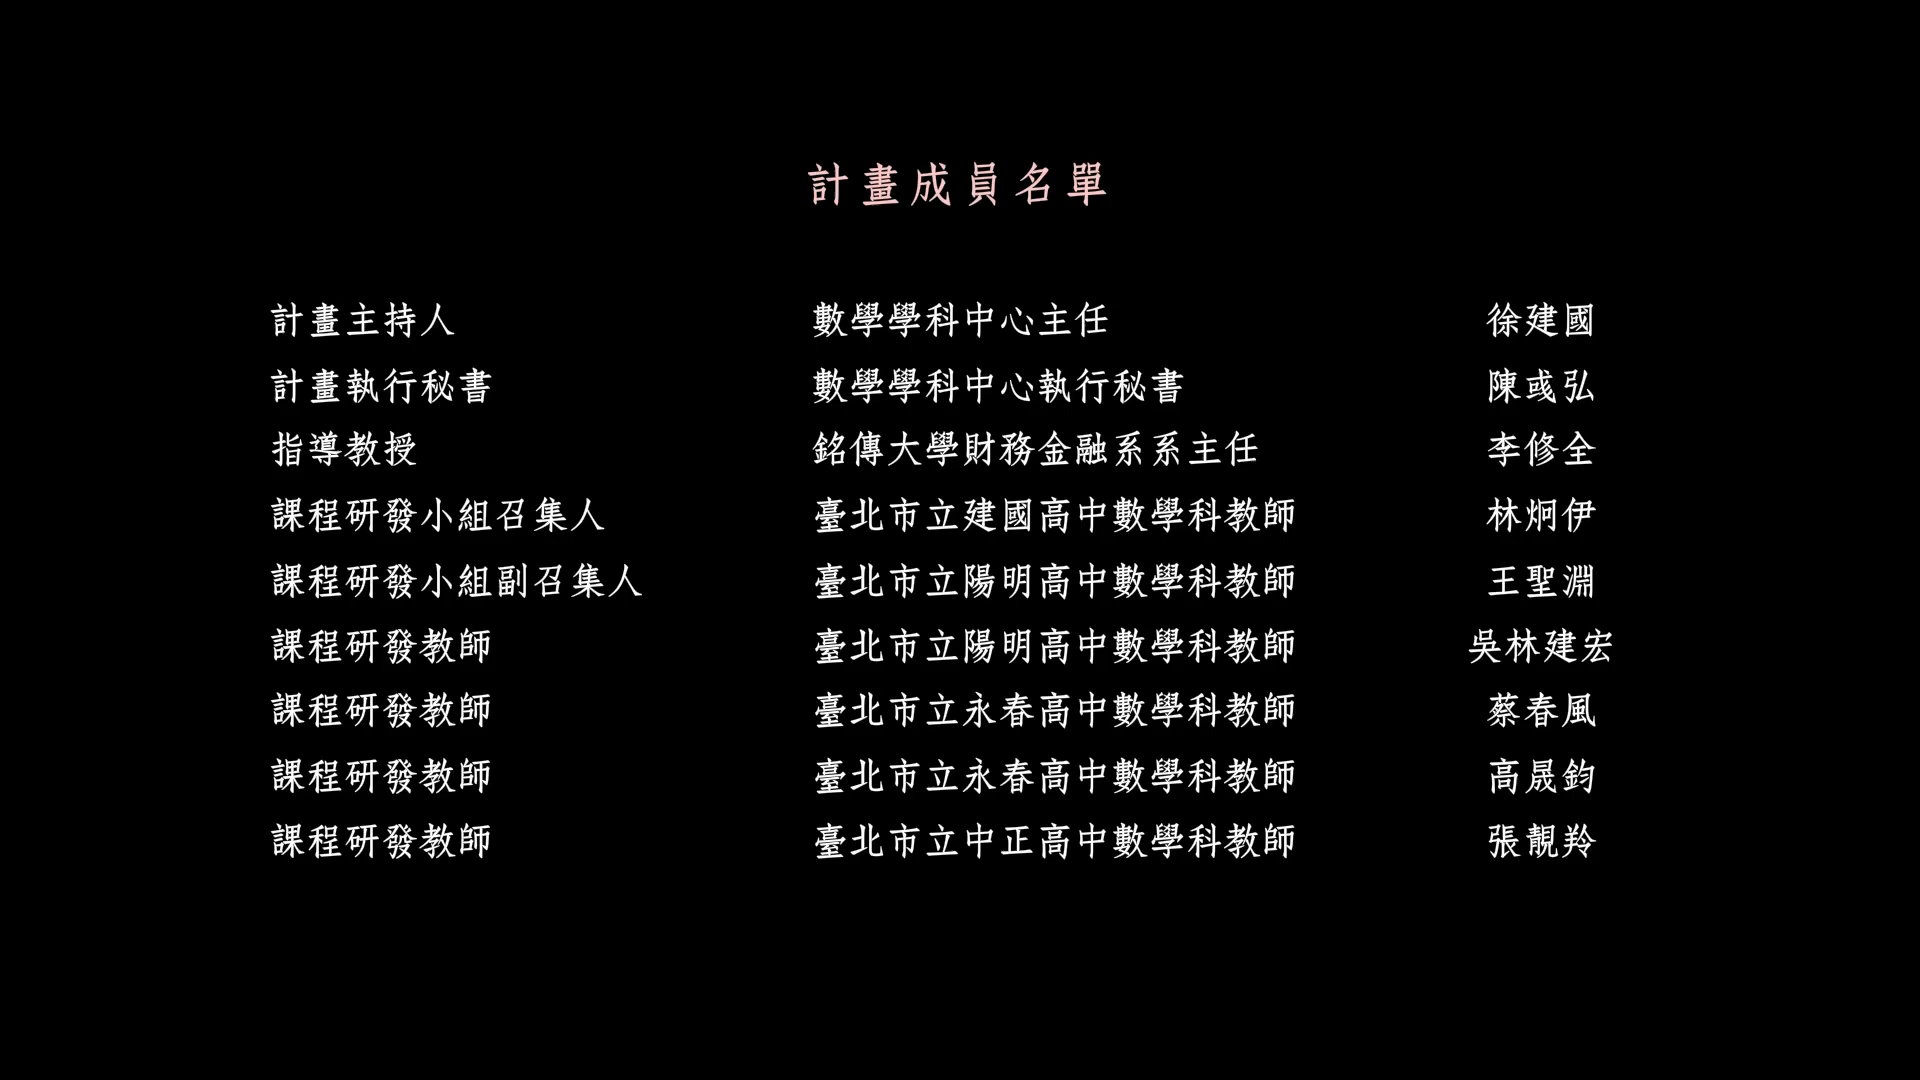 計畫成員名單
計畫主持人 數學學科中心主任 徐建國
計畫執行秘書 數學學科中心執行秘書 陳彧弘
指導教授 銘傳大學財務金融系系主任 李修全
課程研發小組召集人 臺北市立建國高中數學科教師 林炯伊
課程研發小組副召集人 臺北市立陽明高中數學科教師 王聖淵
課程研發教師 臺北市立陽明高中數學科教師 吳林建宏
課程研發教師 臺北市立永春高中數學科教師 蔡春風
課程研發教師 臺北市立永春高中數學科教師 高晟鈞
課程研發教師 臺北市立中正高中數學科教師 張靚羚